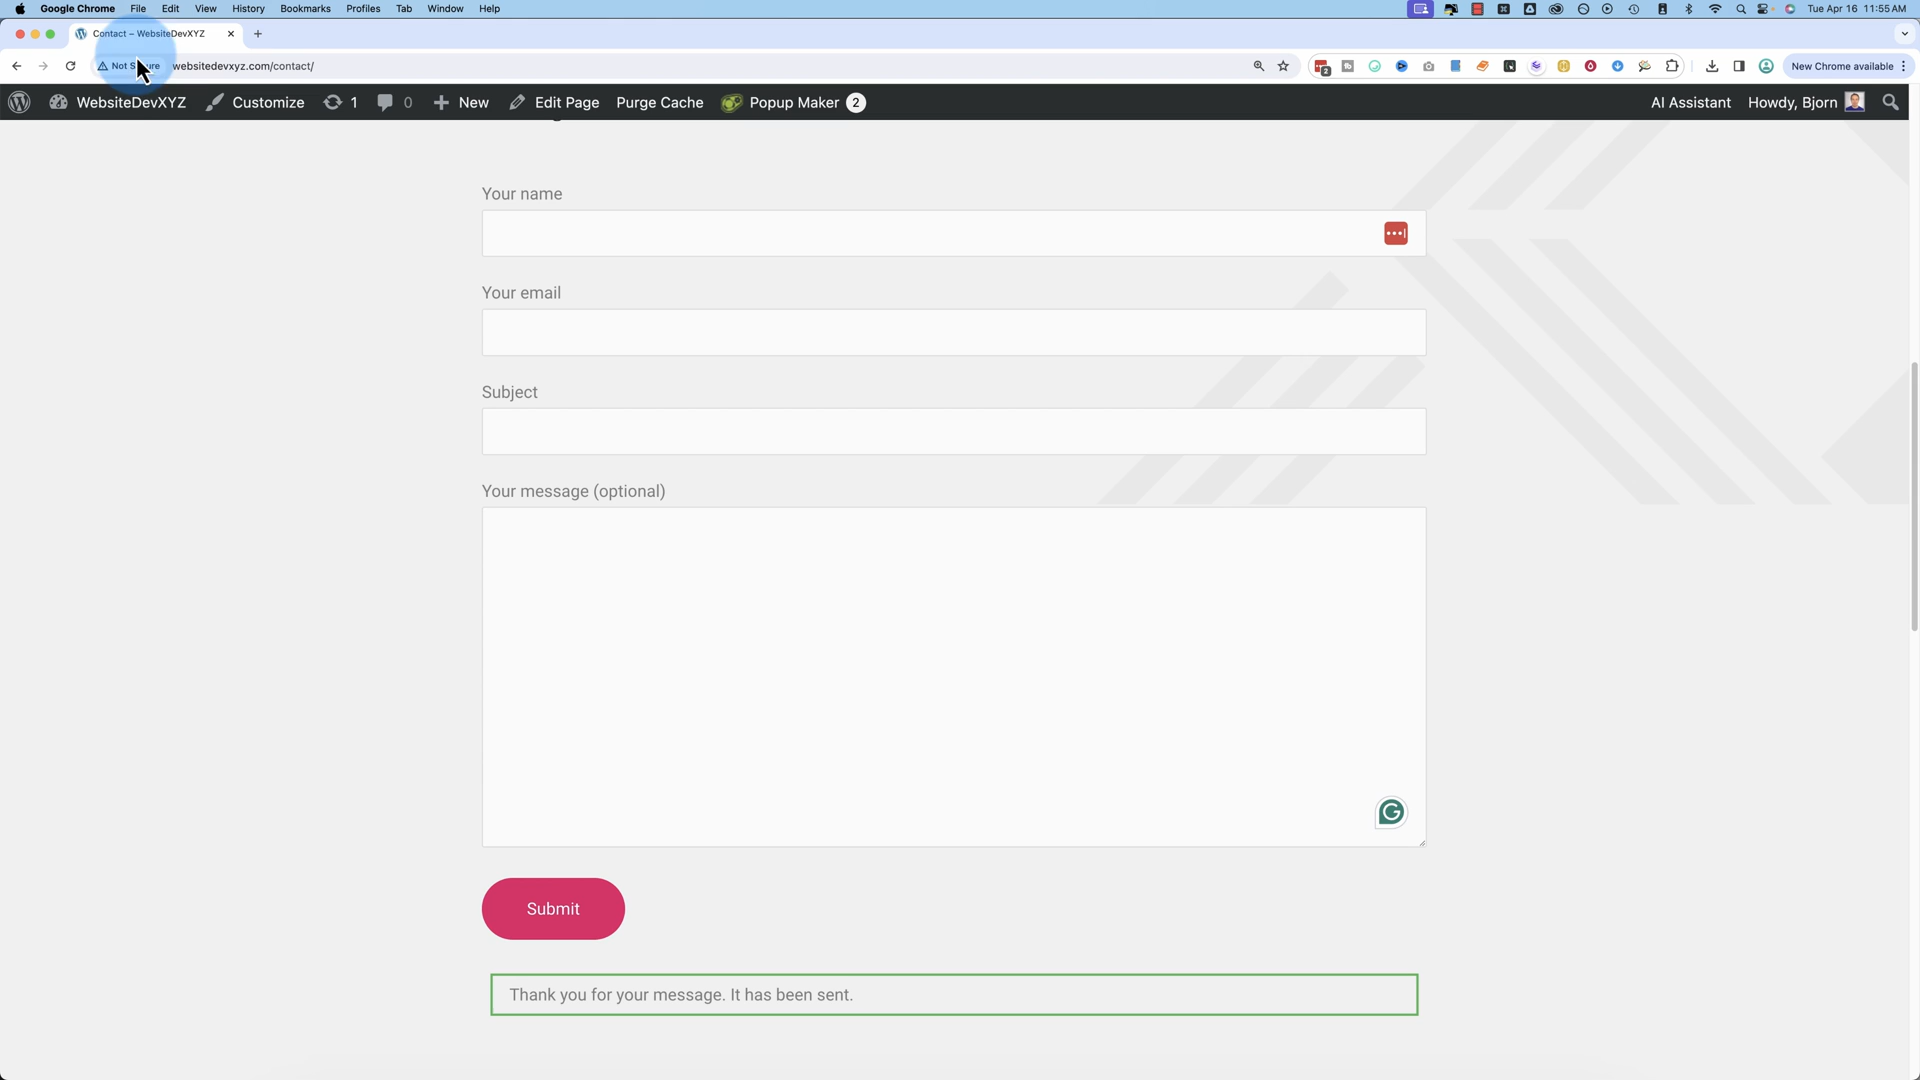 Google Chrome File Edit View History Bookmarks Profiles Tab Window Help Tue Apr 16 11:55 AM
Contact – WebsiteDevXYZ
Not websitedevxyz.com/contact/ 2 New Chrome available
WebsiteDevXYZ Customize 1 0 New Edit Page Purge Cache Popup Maker 2 AI Assistant Howdy, Bjorn
Your name
Your email
Subject
Your message (optional)
G
Submit
Thank you for your message. It has been sent.